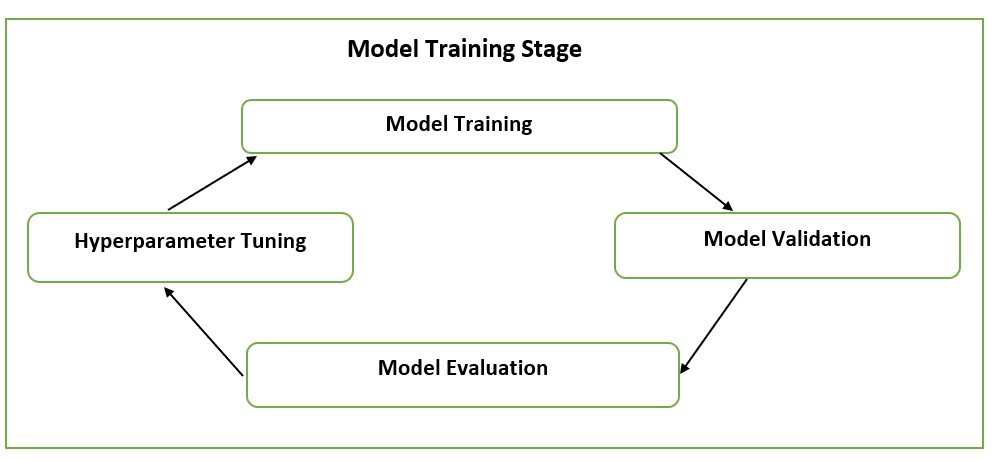 Model Training Stage
Model Training
Hyperparameter Tuning
Model Validation
Model Evaluation